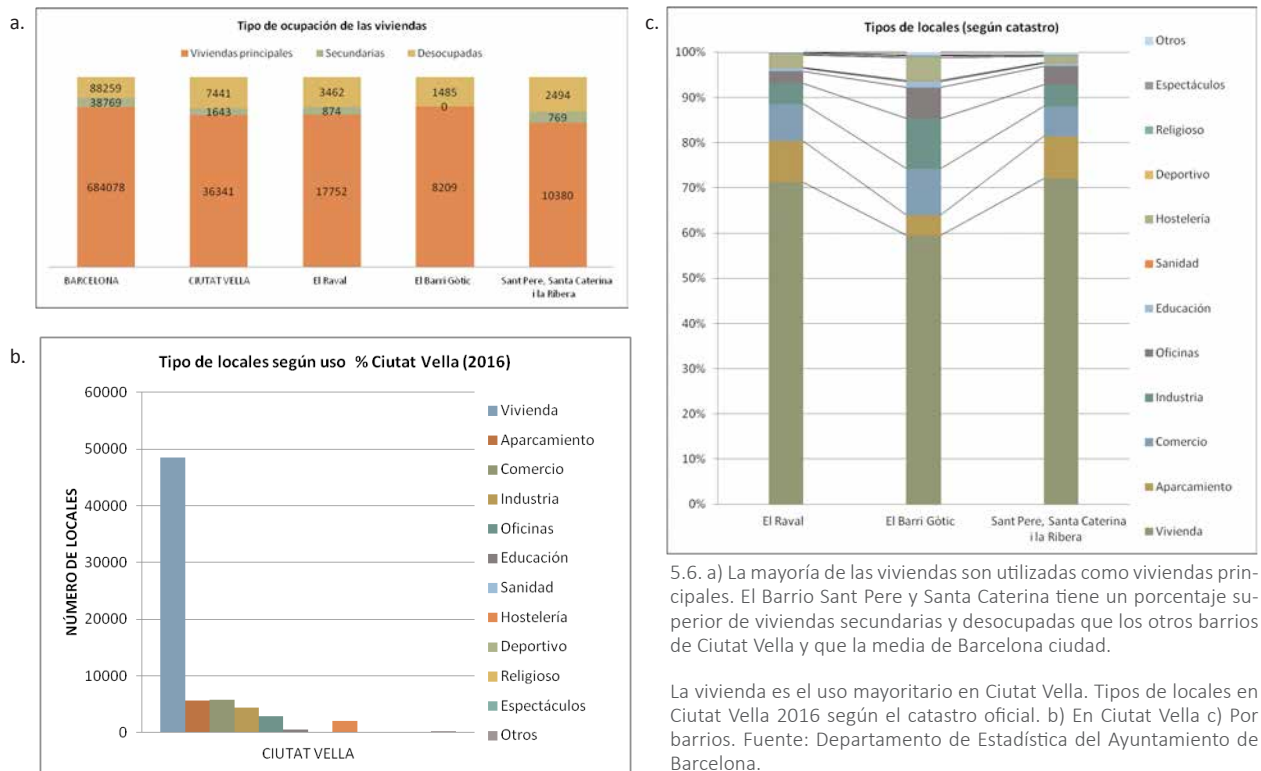 a.
Tipo de ocupación de las viviendas
Viviendas principales Secundarias Desocupadas
88259 7441 3462 1485 2494
38769 1643 874 0 769
684078 36341 17752 8209 10380
BARCELONA CIUTAT VELLA El Raval El Barri Gòtic Sant Pere, Santa Caterina
i la Ribera
b.
Tipo de locales según uso % Ciutat Vella (2016)
NÚMERO DE LOCALES
60000
50000
40000
30000
20000
10000
0
CIUTAT VELLA
Vivienda
Aparcamiento
Comercio
Industria
Oficinas
Educación
Sanidad
Hostelería
Deportivo
Religioso
Espectáculos
Otros
c.
Tipos de locales (según catastro)
100%
90%
80%
70%
60%
50%
40%
30%
20%
10%
0%
El Raval El Barri Gòtic Sant Pere, Santa Caterina
i la Ribera
Otros
Espectáculos
Religioso
Deportivo
Hostelería
Sanidad
Educación
Oficinas
Industria
Comercio
Aparcamiento
Vivienda
5.6. a) La mayoría de las viviendas son utilizadas como viviendas prin-
cipales. El Barrio Sant Pere y Santa Caterina tiene un porcentaje su-
perior de viviendas secundarias y desocupadas que los otros barrios
de Ciutat Vella y que la media de Barcelona ciudad.
La vivienda es el uso mayoritario en Ciutat Vella. Tipos de locales en
Ciutat Vella 2016 según el catastro oficial. b) En Ciutat Vella c) Por
barrios. Fuente: Departamento de Estadística del Ayuntamiento de
Barcelona.